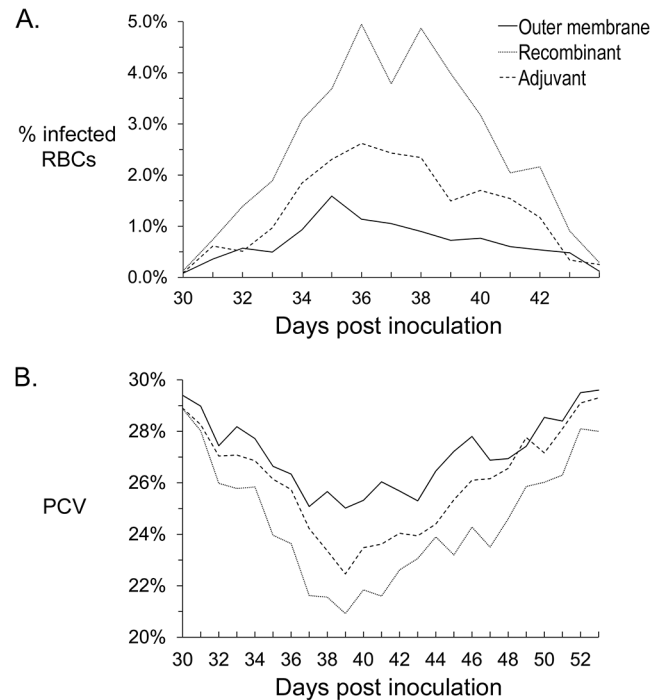 A.
5.0%
4.0%
3.0%
2.0%
1.0%
0.0%
% infected
RBCs
Outer membrane
Recombinant
Adjuvant
30 32 34 36 38 40 42
Days post inoculation
B.
30%
28%
26%
24%
22%
20%
PCV
30 32 34 36 38 40 42 44 46 48 50 52
Days post inoculation